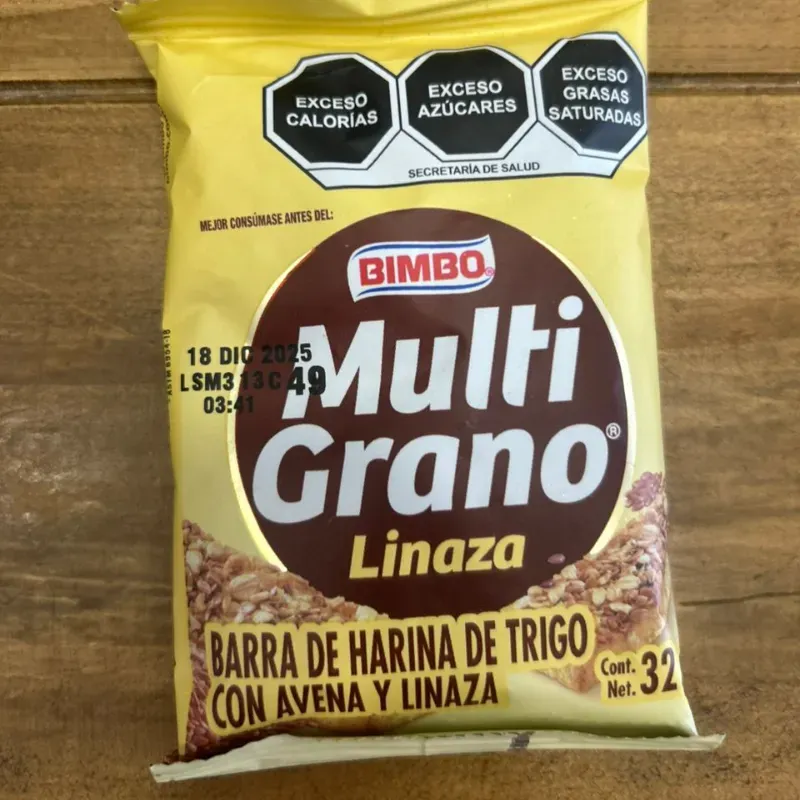 EXCESO
CALORÍAS
EXCESO
AZÚCARES
EXCESO
GRASAS
SATURADAS
SECRETARÍA DE SALUD
MEJOR CONSÚMASE ANTES DEL:
BIMBO®
18 DIC 2025
LSM3 13 C 49
03:41
Multi
Grano®
Linaza
BARRA DE HARINA DE TRIGO
CON AVENA Y LINAZA
Cont.
Net. 32